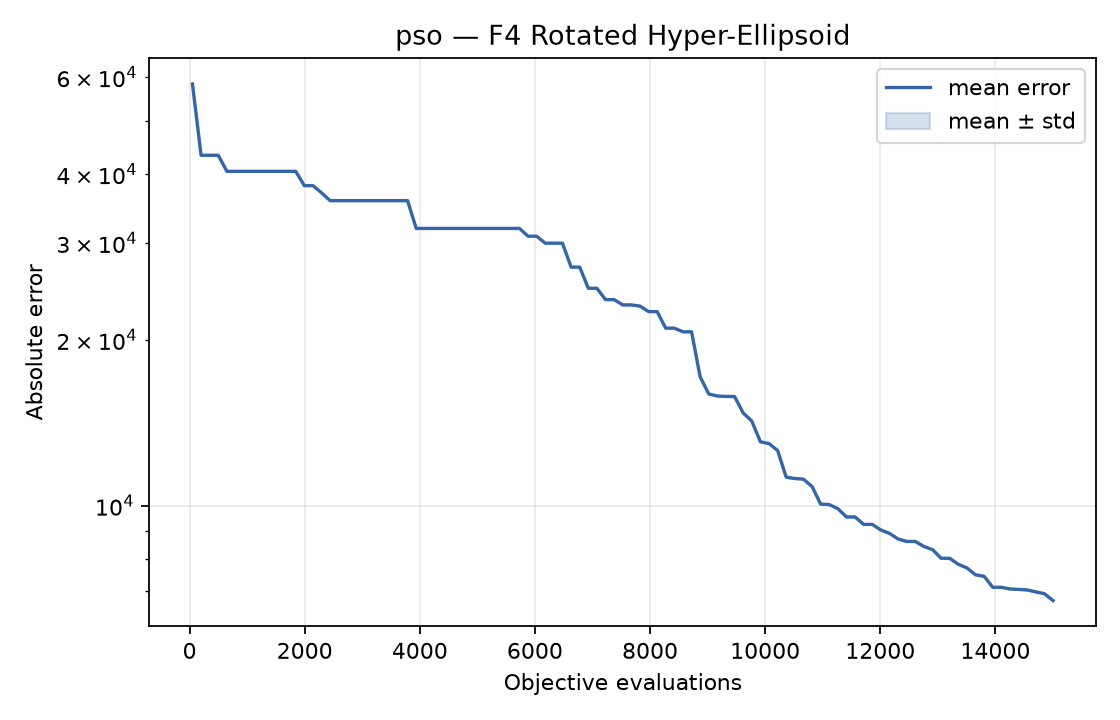 pso — F4 Rotated Hyper-Ellipsoid
mean error
mean ± std
Absolute error
6 × 10⁴
4 × 10⁴
3 × 10⁴
2 × 10⁴
10⁴
0 2000 4000 6000 8000 10000 12000 14000
Objective evaluations